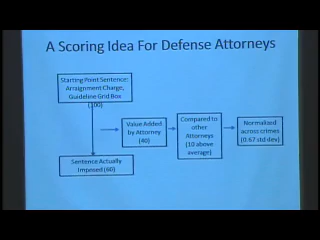 A Scoring Idea For Defense Attorneys
Starting Point Sentence:
Arraignment Charge,
Guideline Grid Box
(100)
Value Added
by Attorney
(40)
Compared to
other
Attorneys
(10 above
average)
Normalized
across crimes
(0.67 std dev)
Sentence Actually
Imposed (60)